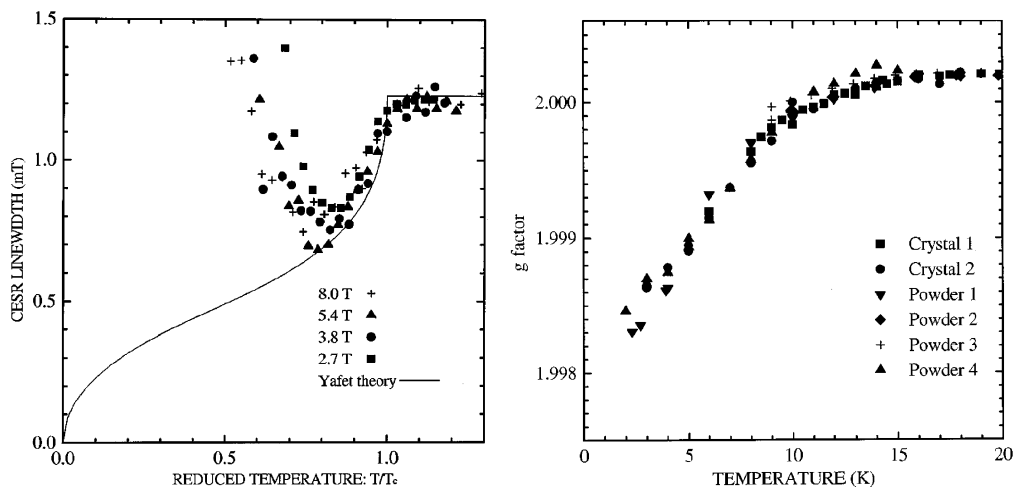 1.5
1.0
0.5
0.0
CESR LINEWIDTH (mT)
8.0 T
5.4 T
3.8 T
2.7 T
Yafet theory
0.0 0.5 1.0
REDUCED TEMPERATURE: T/Tc
2.000
1.999
1.998
g factor
Crystal 1
Crystal 2
Powder 1
Powder 2
Powder 3
Powder 4
0 5 10 15 20
TEMPERATURE (K)